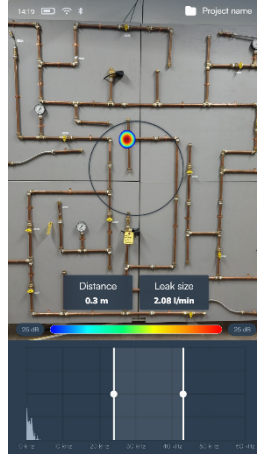 14:19
Project name
Distance
0.3 m
Leak size
2.08 l/min
25 dB
25 dB
0 kHz 10 kHz 20 kHz 30 kHz 40 kHz 50 kHz 60 kHz